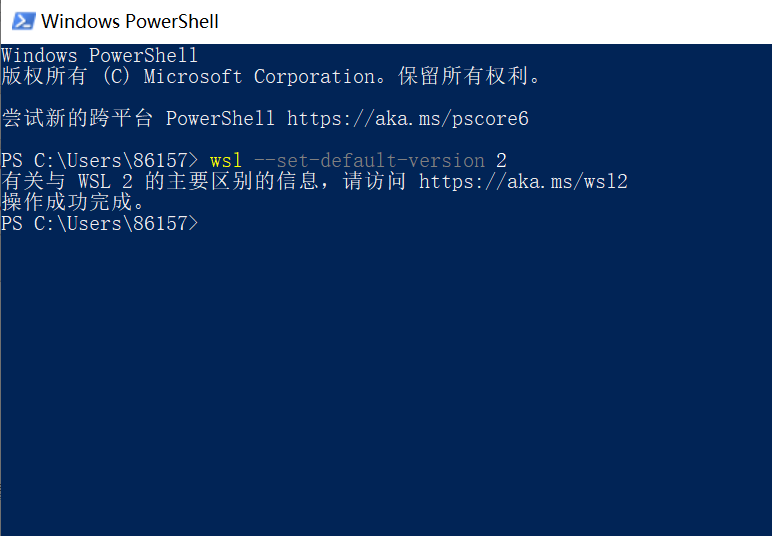 Windows PowerShell
Windows PowerShell
版权所有 (C) Microsoft Corporation。保留所有权利。
尝试新的跨平台 PowerShell https://aka.ms/pscore6
PS C:\Users\86157> wsl --set-default-version 2
有关与 WSL 2 的主要区别的信息，请访问 https://aka.ms/wsl2
操作成功完成。
PS C:\Users\86157>